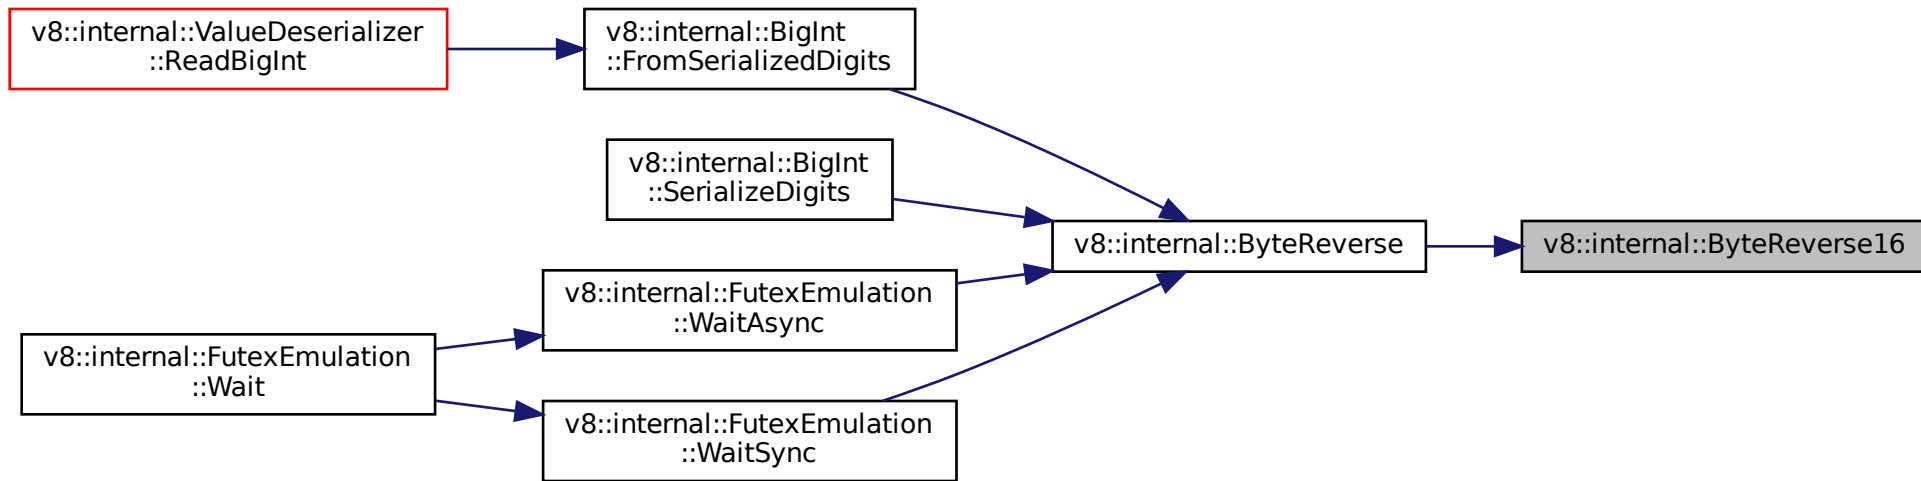 v8::internal::ValueDeserializer
::ReadBigInt
v8::internal::BigInt
::FromSerializedDigits
v8::internal::BigInt
::SerializeDigits
v8::internal::ByteReverse
v8::internal::ByteReverse16
v8::internal::FutexEmulation
::WaitAsync
v8::internal::FutexEmulation
::Wait
v8::internal::FutexEmulation
::WaitSync